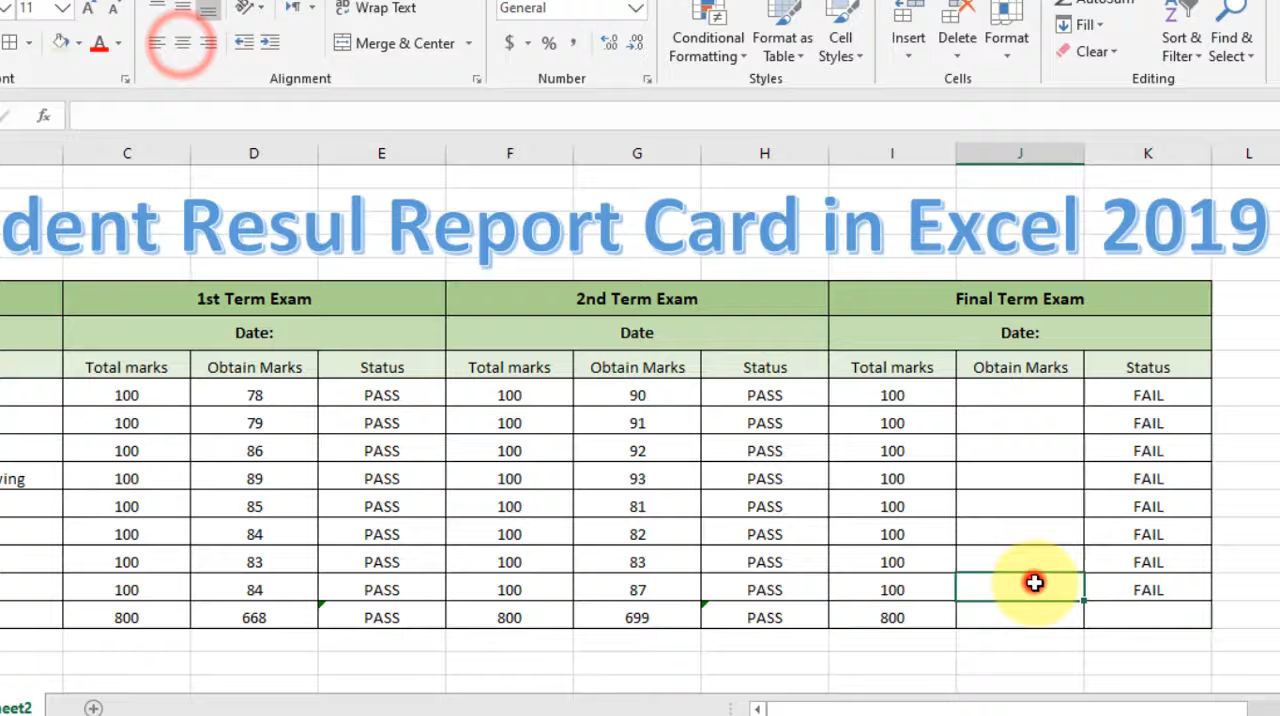 11 A A Wrap Text General AutoSum
A Merge & Center $ % , .00 .0 Conditional Formatting Format as Table Cell Styles Insert Delete Format Fill Clear Sort & Filter Find & Select
Alignment Number Styles Cells Editing
fx
C D E F G H I J K L
dent Resul Report Card in Excel 2019
1st Term Exam 2nd Term Exam Final Term Exam
Date: Date Date:
Total marks Obtain Marks Status Total marks Obtain Marks Status Total marks Obtain Marks Status
100 78 PASS 100 90 PASS 100 FAIL
100 79 PASS 100 91 PASS 100 FAIL
100 86 PASS 100 92 PASS 100 FAIL
ving 100 89 PASS 100 93 PASS 100 FAIL
100 85 PASS 100 81 PASS 100 FAIL
100 84 PASS 100 82 PASS 100 FAIL
100 83 PASS 100 83 PASS 100 FAIL
100 84 PASS 100 87 PASS 100 FAIL
800 668 PASS 800 699 PASS 800
eet2